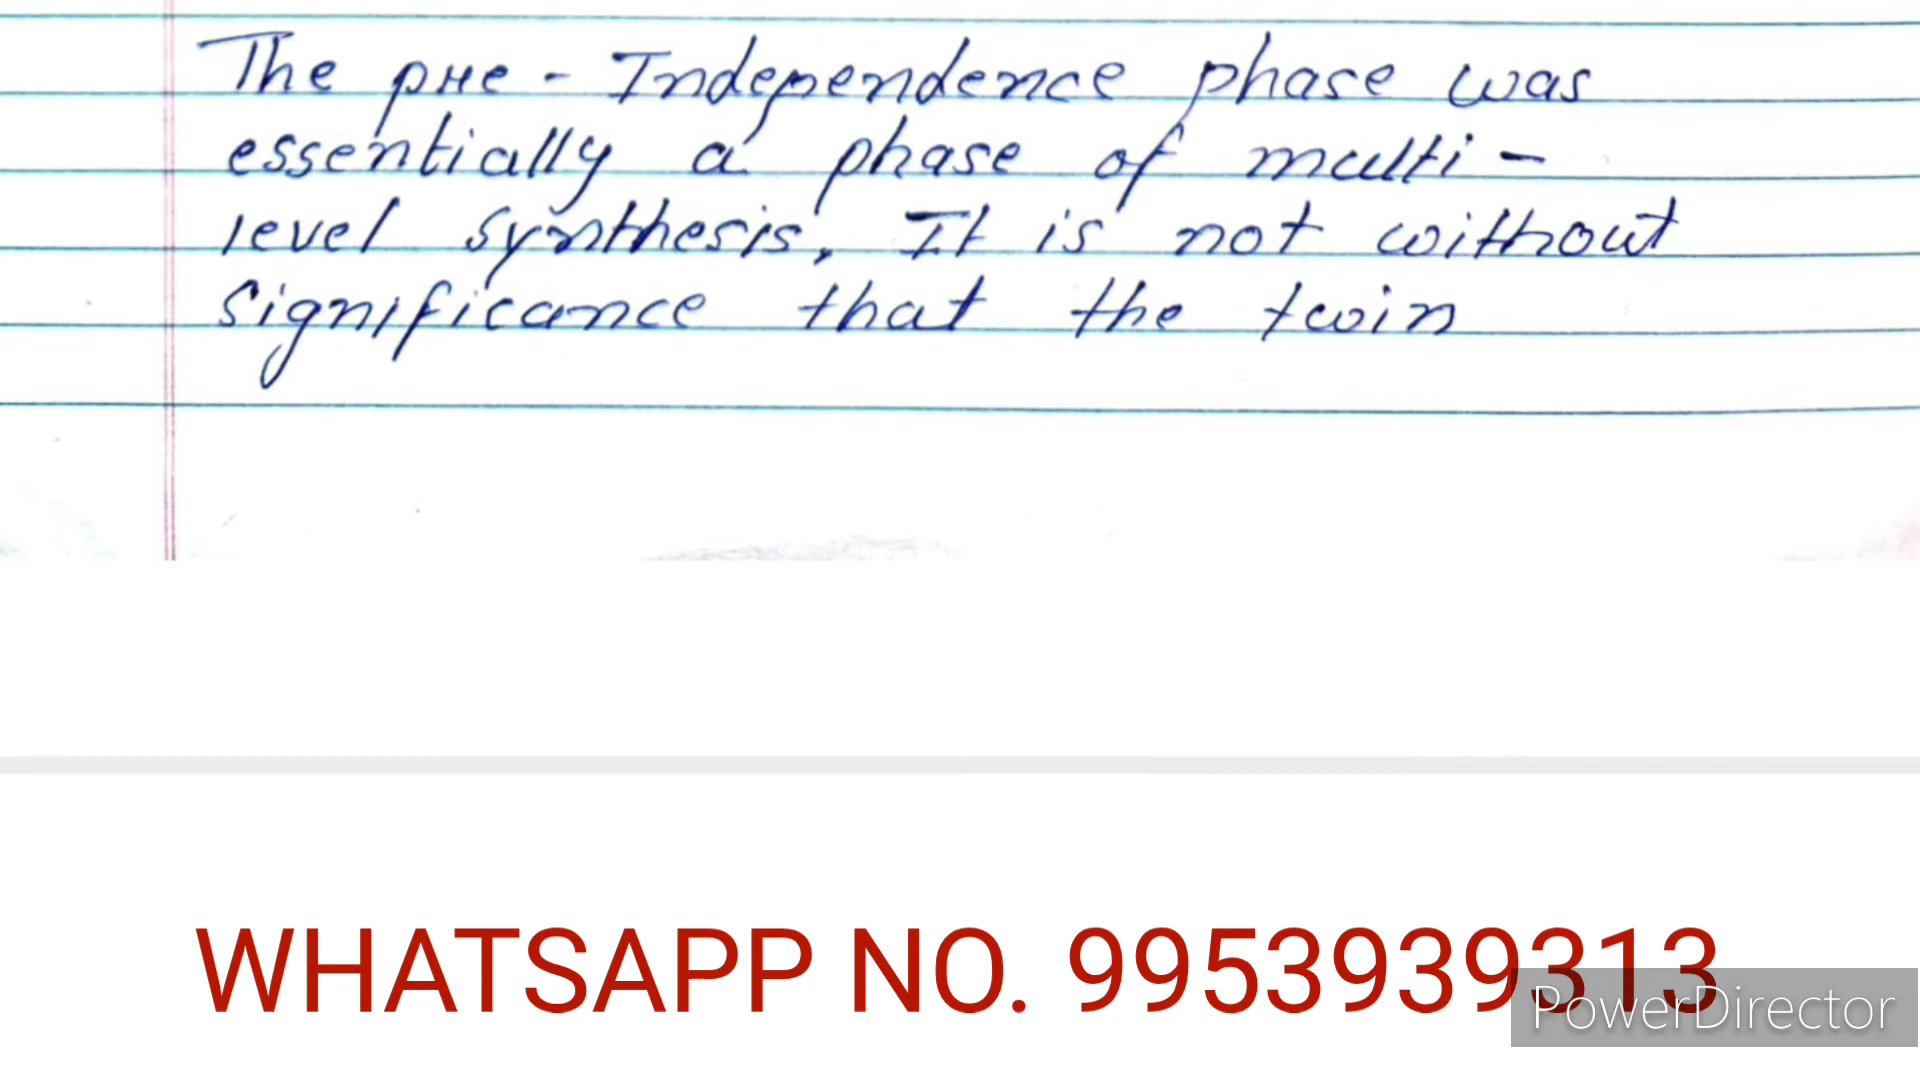 The pre - Independence phase was
essentially a phase of multi -
level synthesis. It is not without
significance that the twin
WHATSAPP NO. 9953939313
PowerDirector